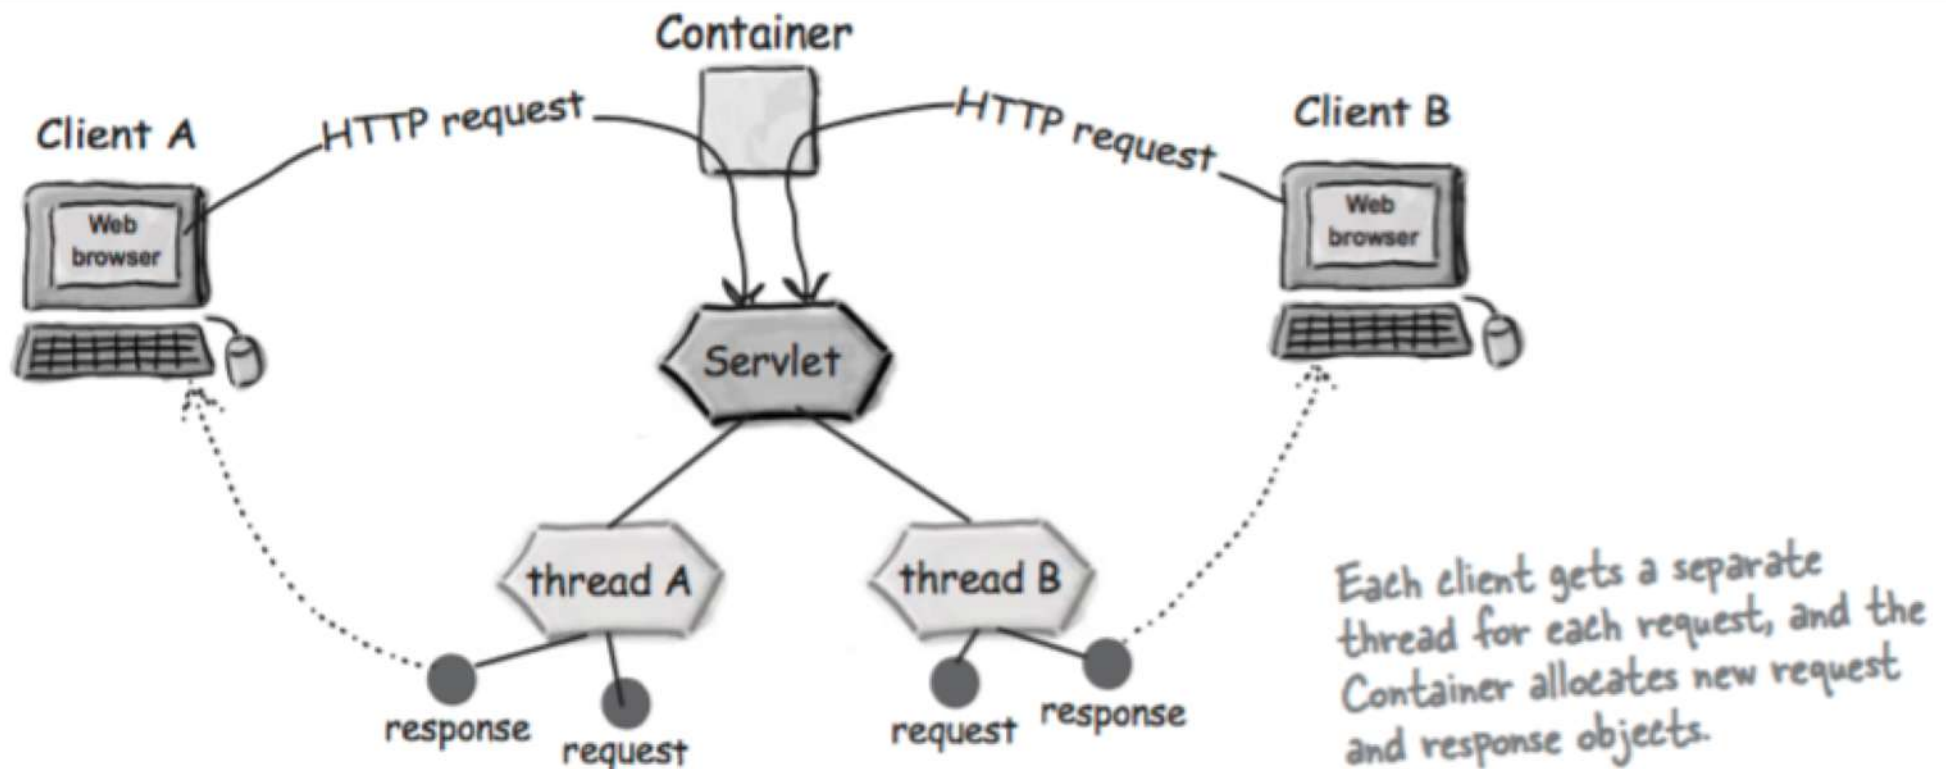 Container
Client A
HTTP request
HTTP request
Client B
Web
browser
Web
browser
Servlet
thread A
thread B
response
request
request
response
Each client gets a separate
thread for each request, and the
Container allocates new request
and response objects.